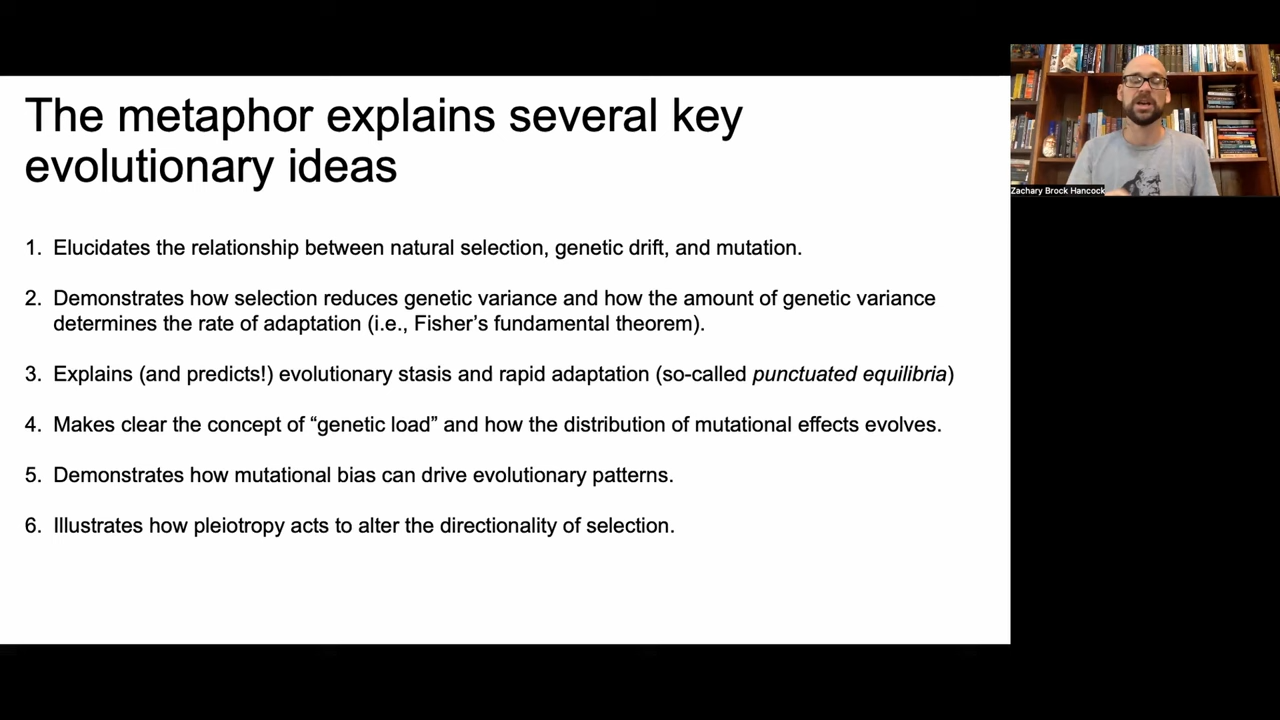 The metaphor explains several key
evolutionary ideas
1. Elucidates the relationship between natural selection, genetic drift, and mutation.
2. Demonstrates how selection reduces genetic variance and how the amount of genetic variance
determines the rate of adaptation (i.e., Fisher’s fundamental theorem).
3. Explains (and predicts!) evolutionary stasis and rapid adaptation (so-called punctuated equilibria)
4. Makes clear the concept of “genetic load” and how the distribution of mutational effects evolves.
5. Demonstrates how mutational bias can drive evolutionary patterns.
6. Illustrates how pleiotropy acts to alter the directionality of selection.
Zachary Brock Hancock